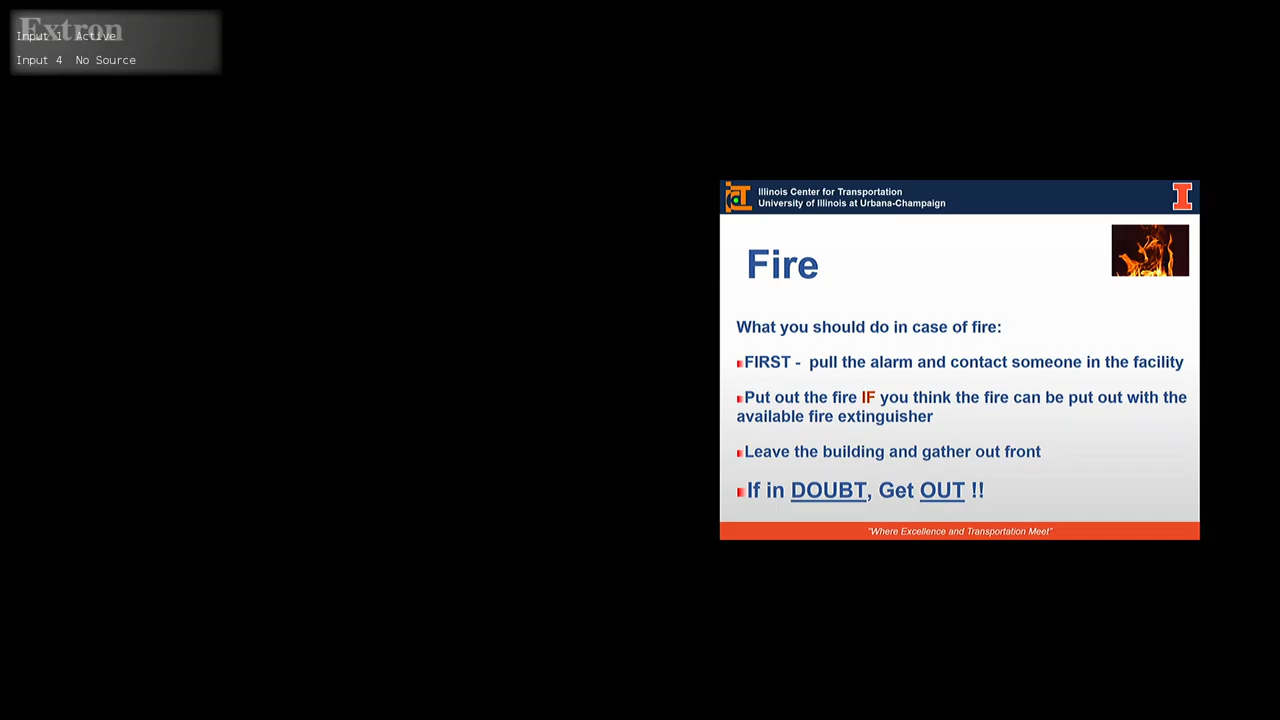 Extron
Input 1 Active
Input 4 No Source
Illinois Center for Transportation
University of Illinois at Urbana-Champaign
I
Fire
What you should do in case of fire:
FIRST - pull the alarm and contact someone in the facility
Put out the fire IF you think the fire can be put out with the
available fire extinguisher
Leave the building and gather out front
If in DOUBT, Get OUT !!
"Where Excellence and Transportation Meet"